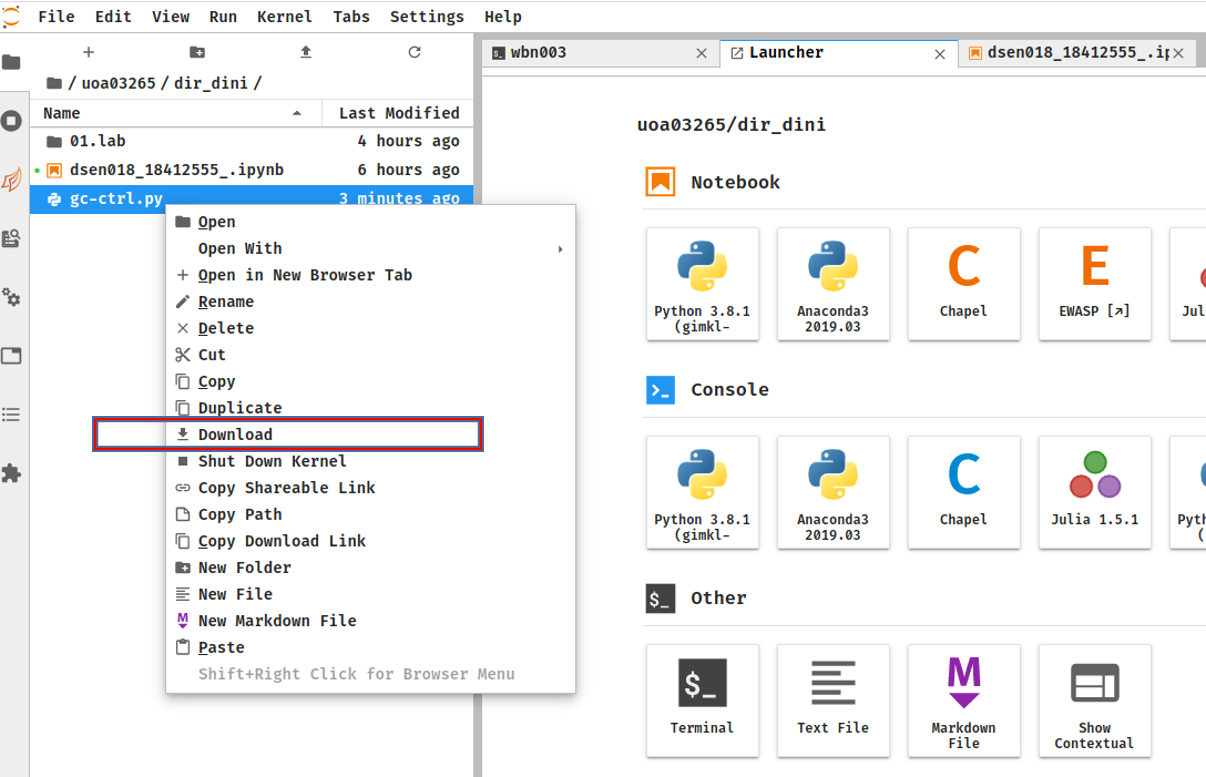 File Edit View Run Kernel Tabs Settings Help
wbn003
Launcher
dsen018_18412555_.ip
/ uoa03265 / dir_dini /
Name Last Modified
01.lab 4 hours ago
dsen018_18412555_.ipynb 6 hours ago
gc-ctrl.py 3 minutes ago
Open
Open With
Open in New Browser Tab
Rename
Delete
Cut
Copy
Duplicate
Download
Shut Down Kernel
Copy Shareable Link
Copy Path
Copy Download Link
New Folder
New File
New Markdown File
Paste
Shift+Right Click for Browser Menu
uoa03265/dir_dini
Notebook
Python 3.8.1
(gimkl-
Anaconda3
2019.03
Chapel
EWASP [↗]
Jul
Console
Python 3.8.1
(gimkl-
Anaconda3
2019.03
Chapel
Julia 1.5.1
Pyth
(
$_ Other
$_
Terminal
Text File
Markdown
File
Show
Contextual